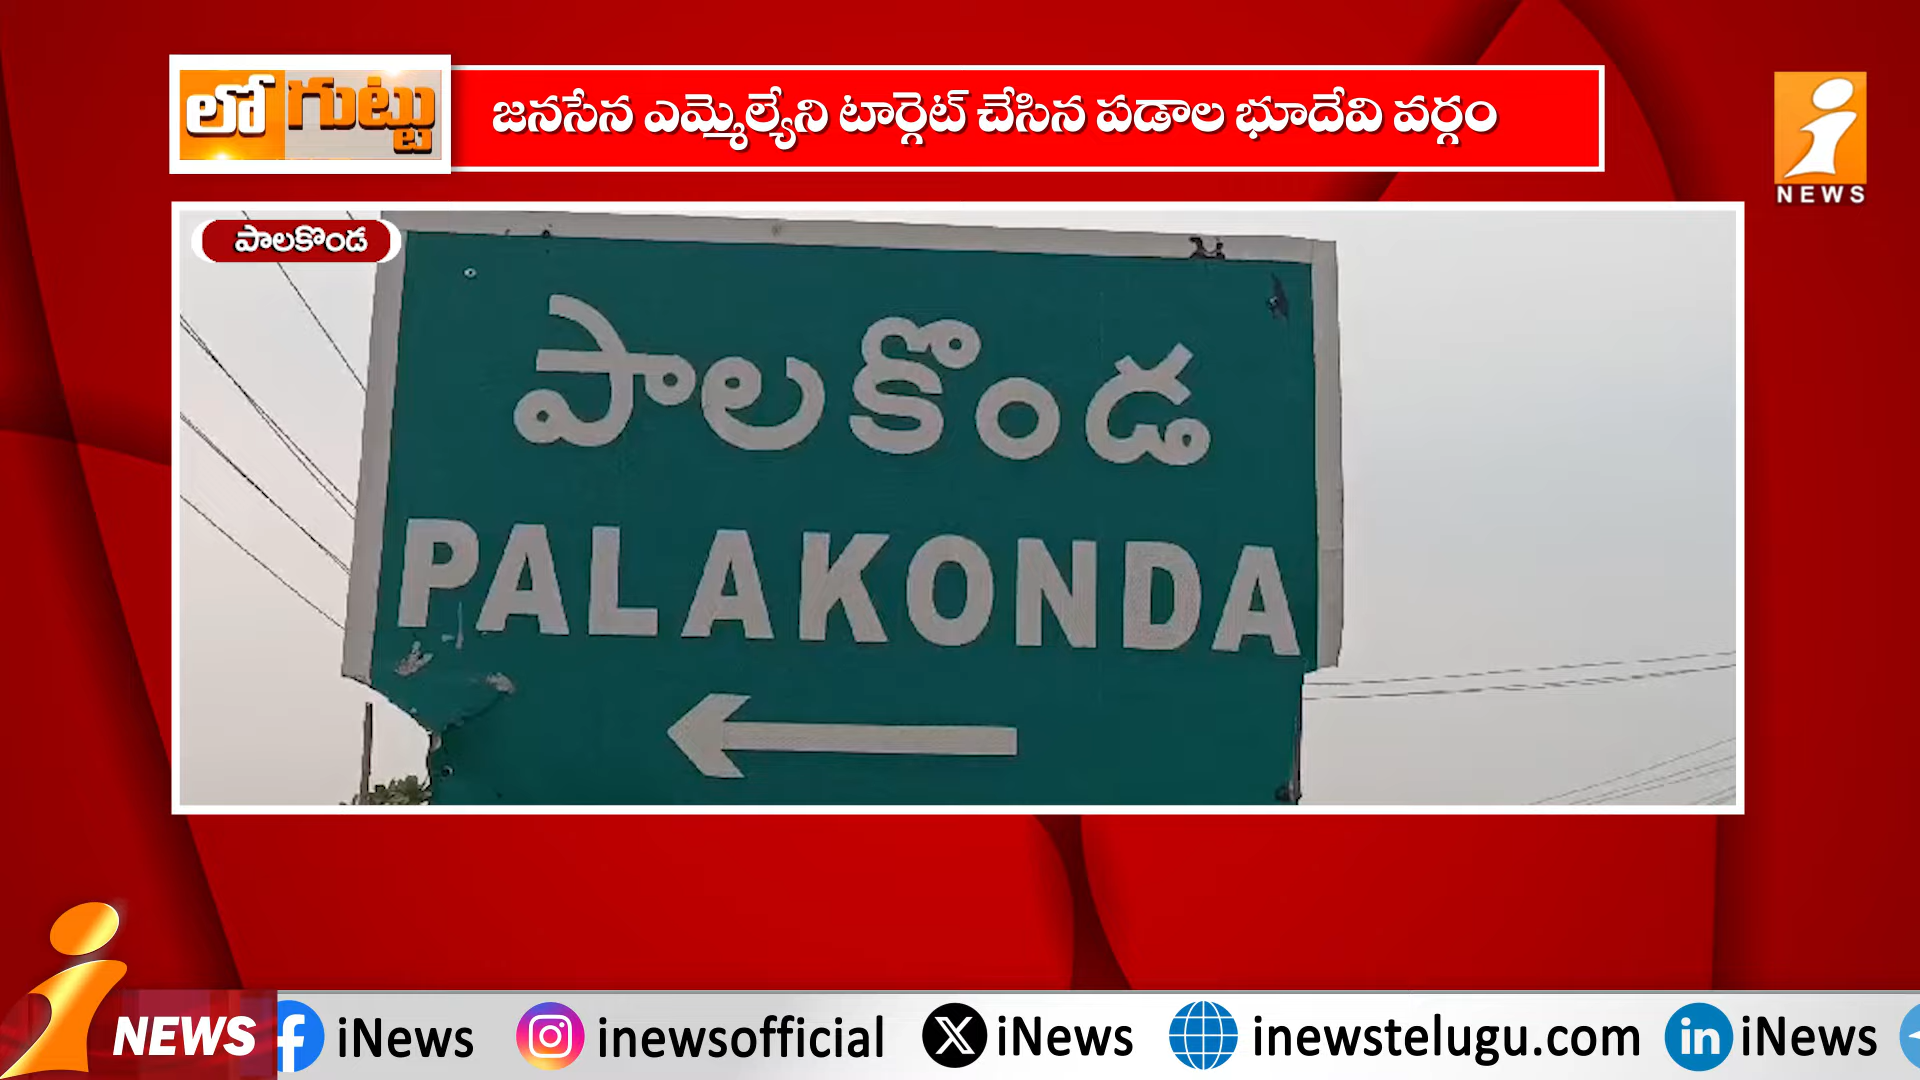 లోగుట్టు
జనసేన ఎమ్మెల్యేని టార్గెట్ చేసిన పడాల భూదేవి వర్గం
i
NEWS
పాలకొండ
పాలకొండ
PALAKONDA
i NEWS
iNews inewsofficial iNews inewstelugu.com iNews